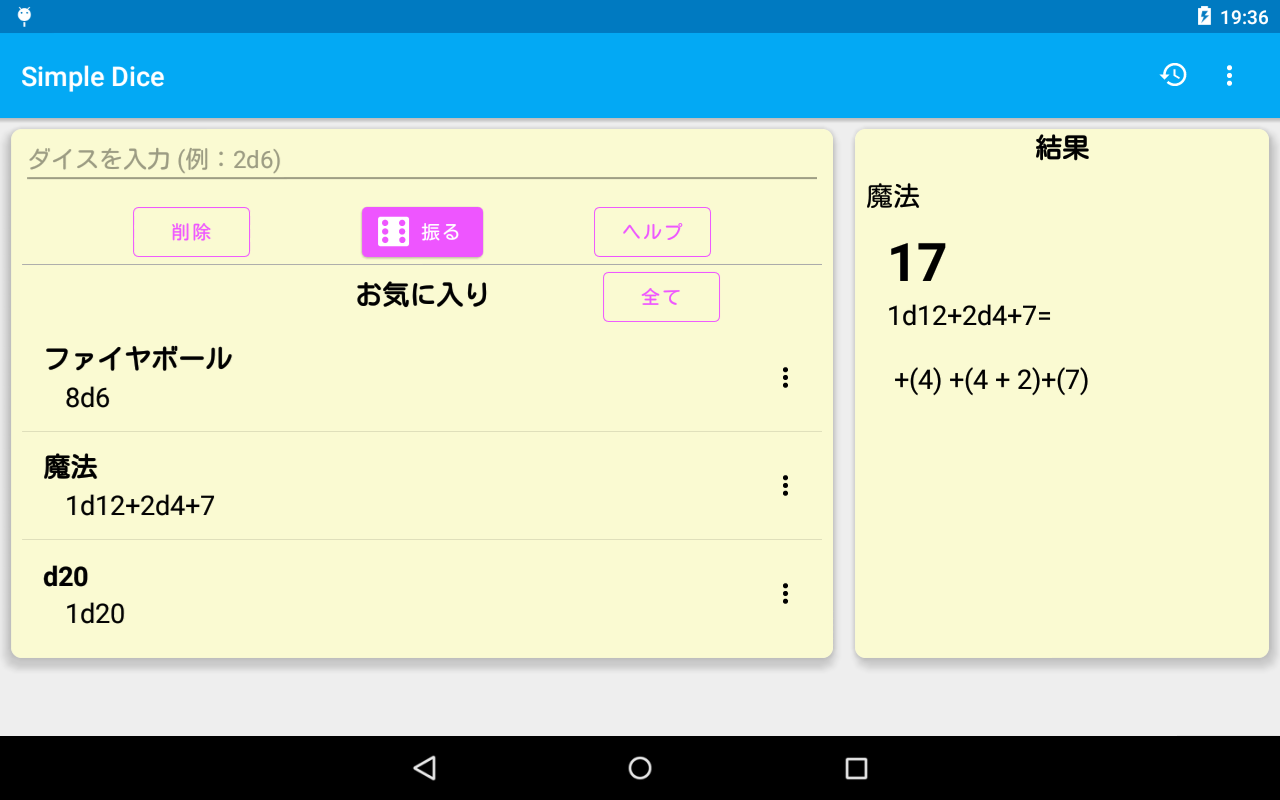 19:36
Simple Dice
ダイスを入力 (例：2d6)
削除
振る
ヘルプ
お気に入り
全て
ファイヤボール
8d6
魔法
1d12+2d4+7
d20
1d20
結果
魔法
17
1d12+2d4+7=
+(4) +(4 + 2)+(7)